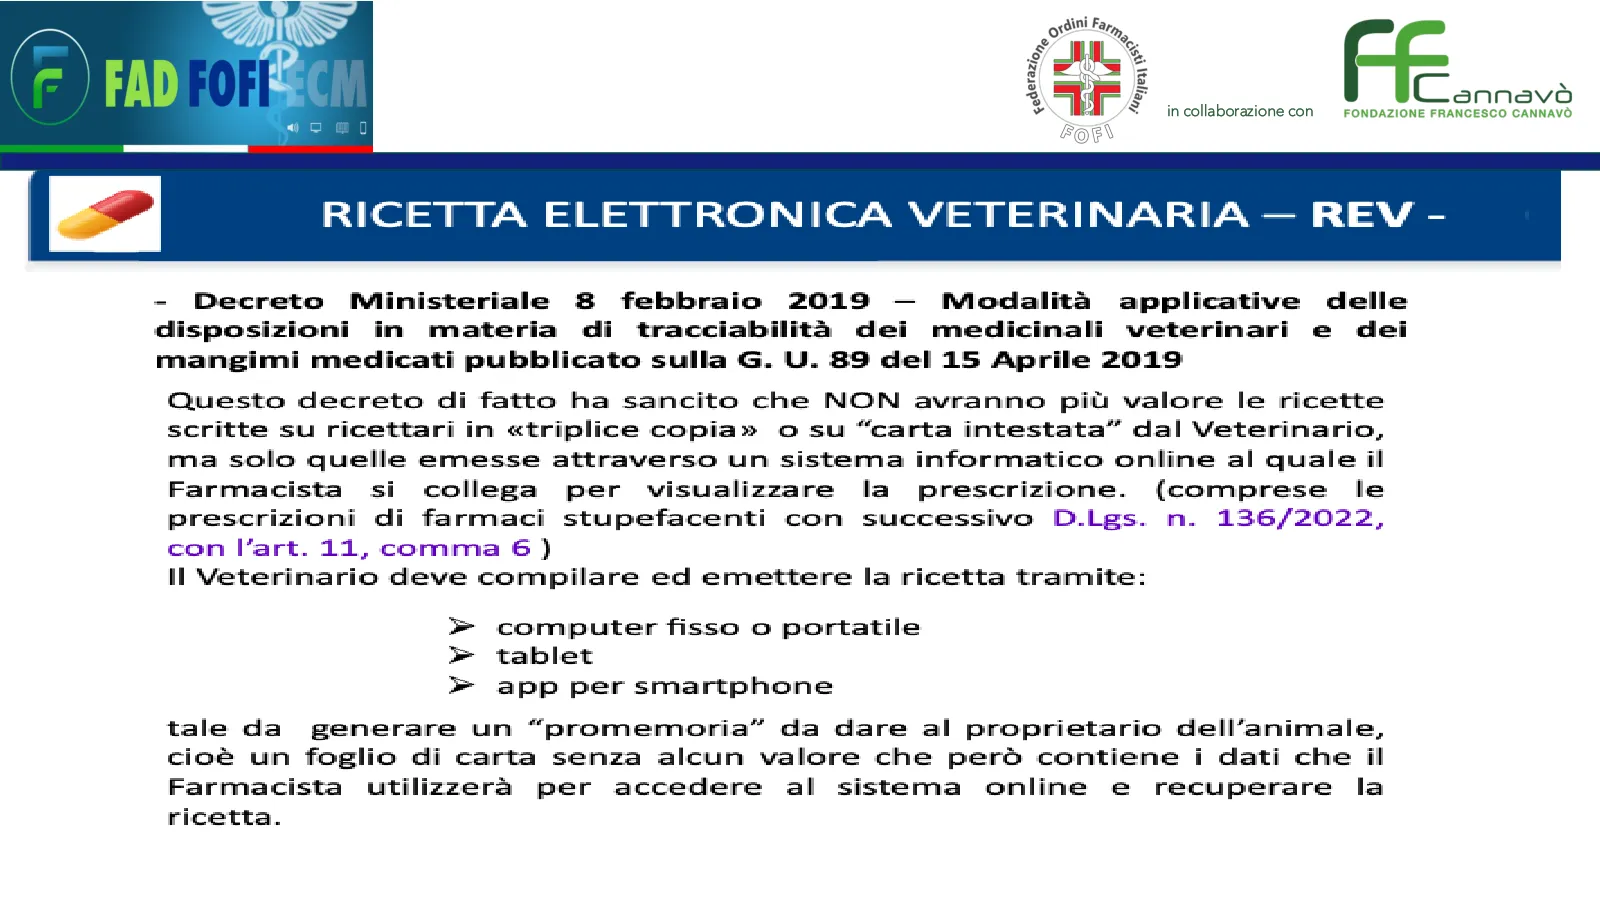 FAD FOFI ECM
Federazione Ordini Farmacisti Italiani
FOFI
in collaborazione con
Cannavò
FONDAZIONE FRANCESCO CANNAVÒ
RICETTA ELETTRONICA VETERINARIA – REV -
- Decreto Ministeriale 8 febbraio 2019 – Modalità applicative delle
disposizioni in materia di tracciabilità dei medicinali veterinari e dei
mangimi medicati pubblicato sulla G. U. 89 del 15 Aprile 2019
Questo decreto di fatto ha sancito che NON avranno più valore le ricette
scritte su ricettari in «triplice copia» o su “carta intestata” dal Veterinario,
ma solo quelle emesse attraverso un sistema informatico online al quale il
Farmacista si collega per visualizzare la prescrizione. (comprese le
prescrizioni di farmaci stupefacenti con successivo D.Lgs. n. 136/2022,
con l’art. 11, comma 6 )
Il Veterinario deve compilare ed emettere la ricetta tramite:
➢ computer fisso o portatile
➢ tablet
➢ app per smartphone
tale da generare un “promemoria” da dare al proprietario dell’animale,
cioè un foglio di carta senza alcun valore che però contiene i dati che il
Farmacista utilizzerà per accedere al sistema online e recuperare la
ricetta.